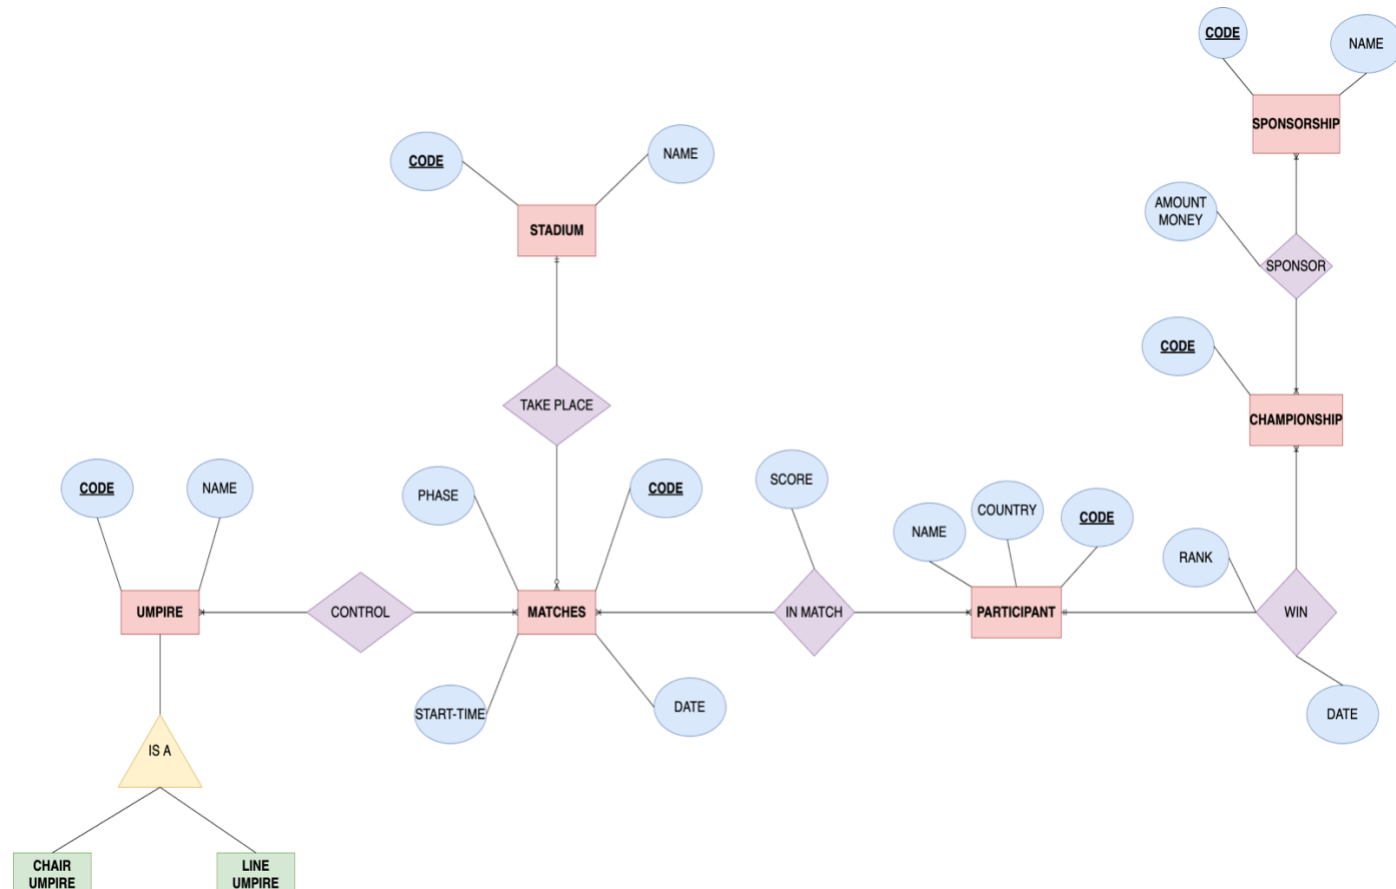 CODE
NAME
SPONSORSHIP
CODE
NAME
STADIUM
AMOUNT
MONEY
SPONSOR
CODE
CHAMPIONSHIP
TAKE PLACE
CODE
NAME
PHASE
CODE
SCORE
NAME
COUNTRY
CODE
RANK
UMPIRE
CONTROL
MATCHES
IN MATCH
PARTICIPANT
WIN
START-TIME
DATE
DATE
IS A
CHAIR
UMPIRE
LINE
UMPIRE